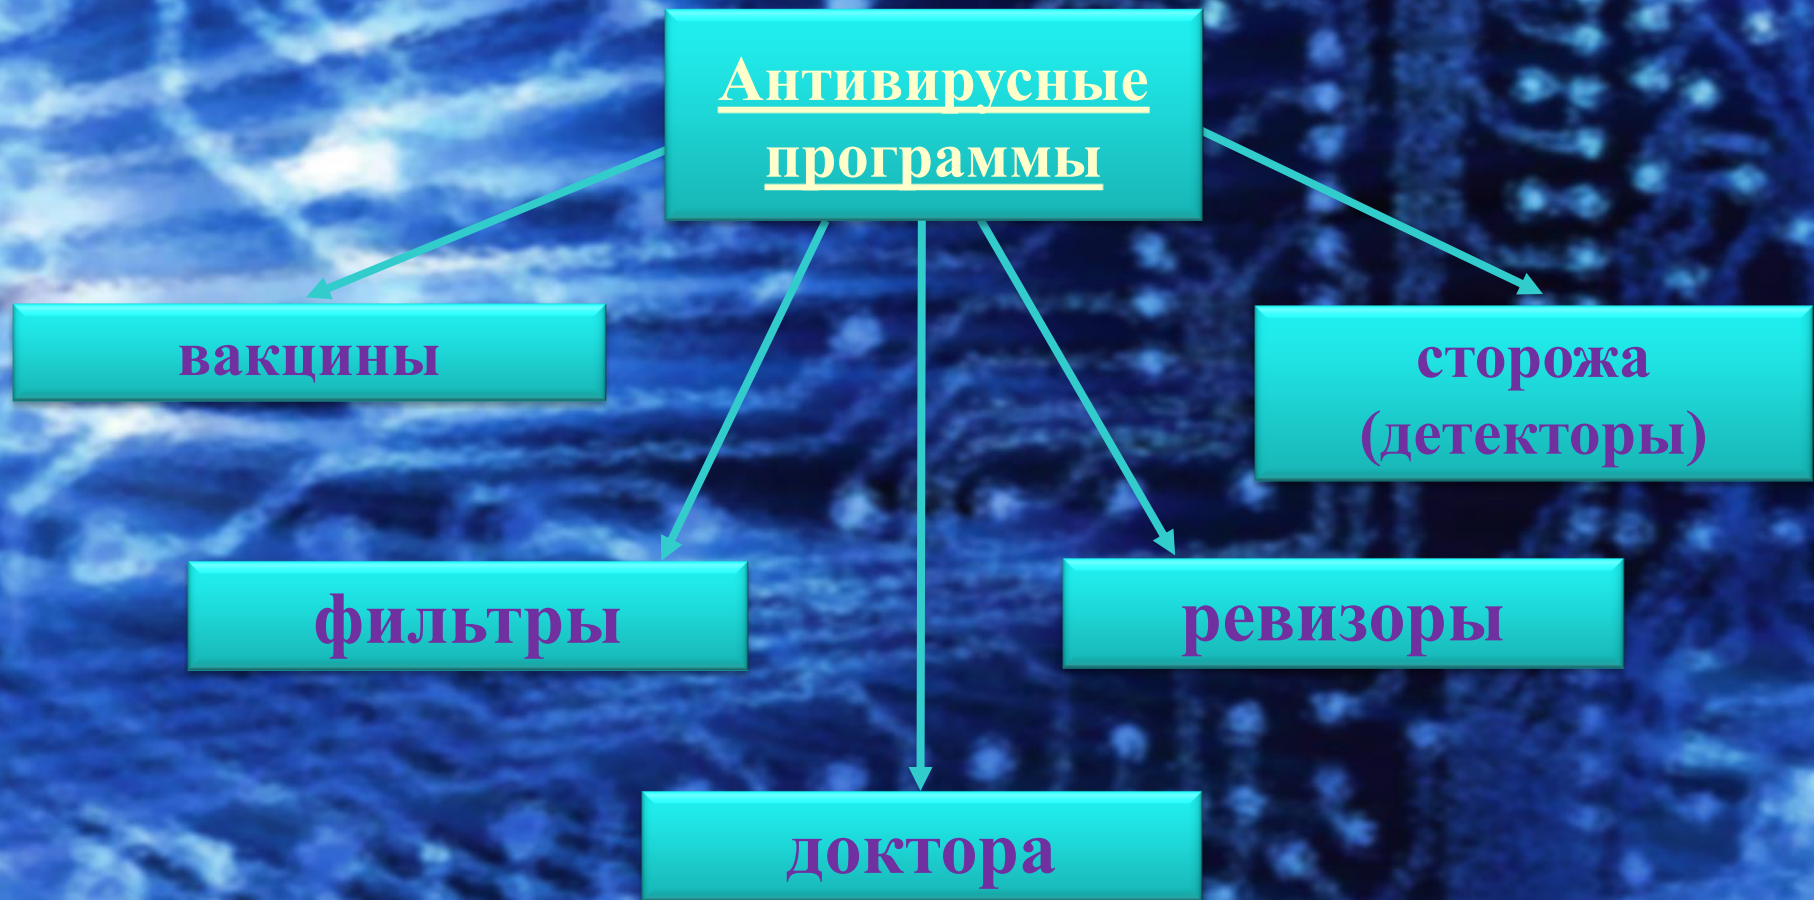 Антивирусные
программы
вакцины
сторожа
(детекторы)
фильтры
ревизоры
доктора